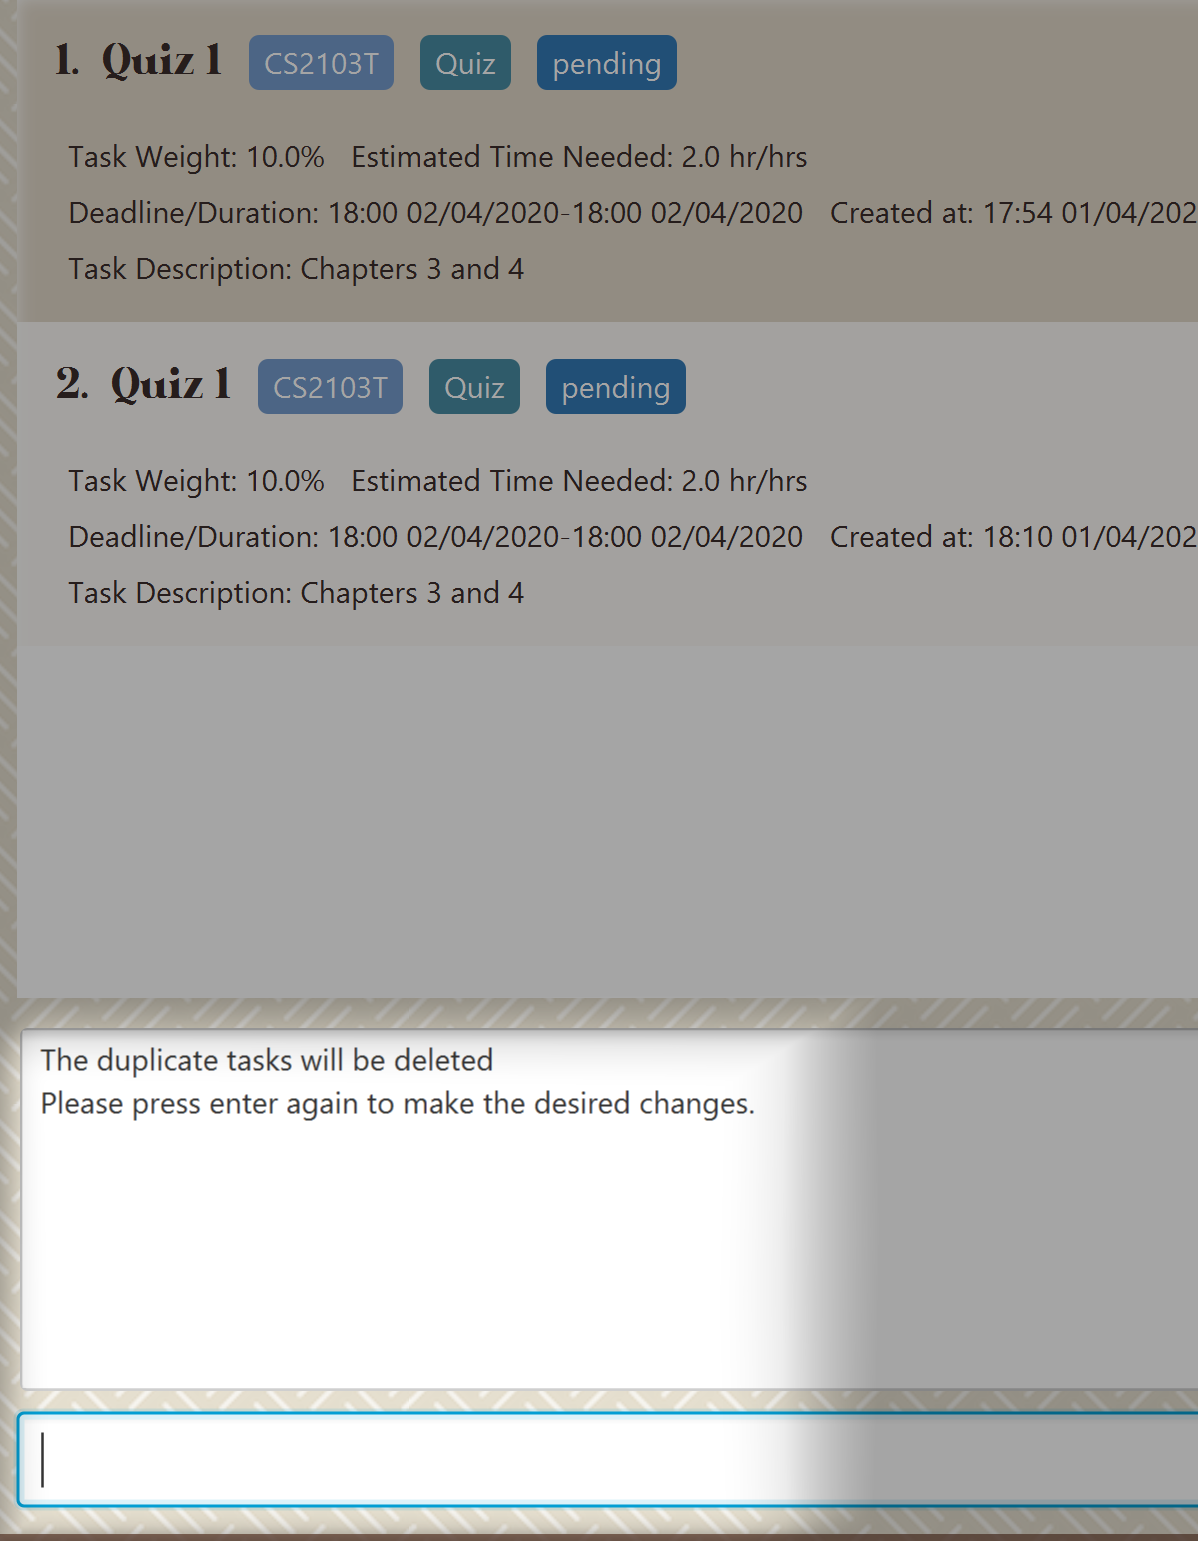 1. Quiz 1 CS2103T Quiz pending
Task Weight: 10.0% Estimated Time Needed: 2.0 hr/hrs
Deadline/Duration: 18:00 02/04/2020-18:00 02/04/2020 Created at: 17:54 01/04/202
Task Description: Chapters 3 and 4
2. Quiz 1 CS2103T Quiz pending
Task Weight: 10.0% Estimated Time Needed: 2.0 hr/hrs
Deadline/Duration: 18:00 02/04/2020-18:00 02/04/2020 Created at: 18:10 01/04/202
Task Description: Chapters 3 and 4
The duplicate tasks will be deleted
Please press enter again to make the desired changes.